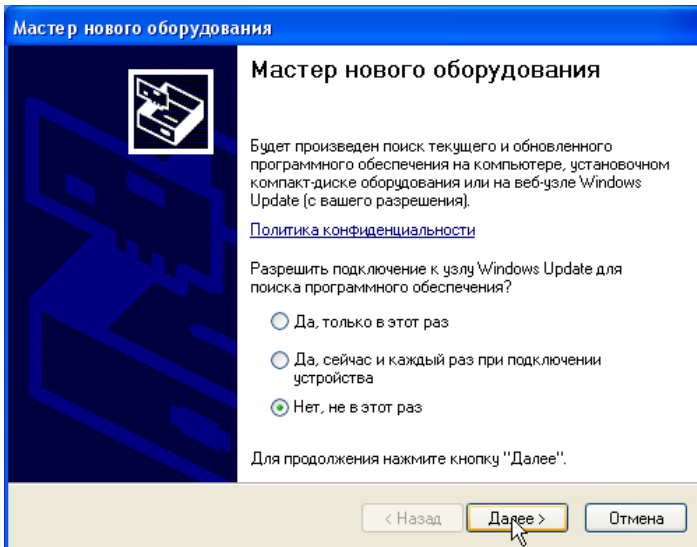 Мастер нового оборудования
Мастер нового оборудования
Будет произведен поиск текущего и обновленного
программного обеспечения на компьютере, установочном
компакт-диске оборудования или на веб-узле Windows
Update (с вашего разрешения).
Политика конфиденциальности
Разрешить подключение к узлу Windows Update для
поиска программного обеспечения?
Да, только в этот раз
Да, сейчас и каждый раз при подключении
устройства
Нет, не в этот раз
Для продолжения нажмите кнопку "Далее".
< Назад Далее > Отмена